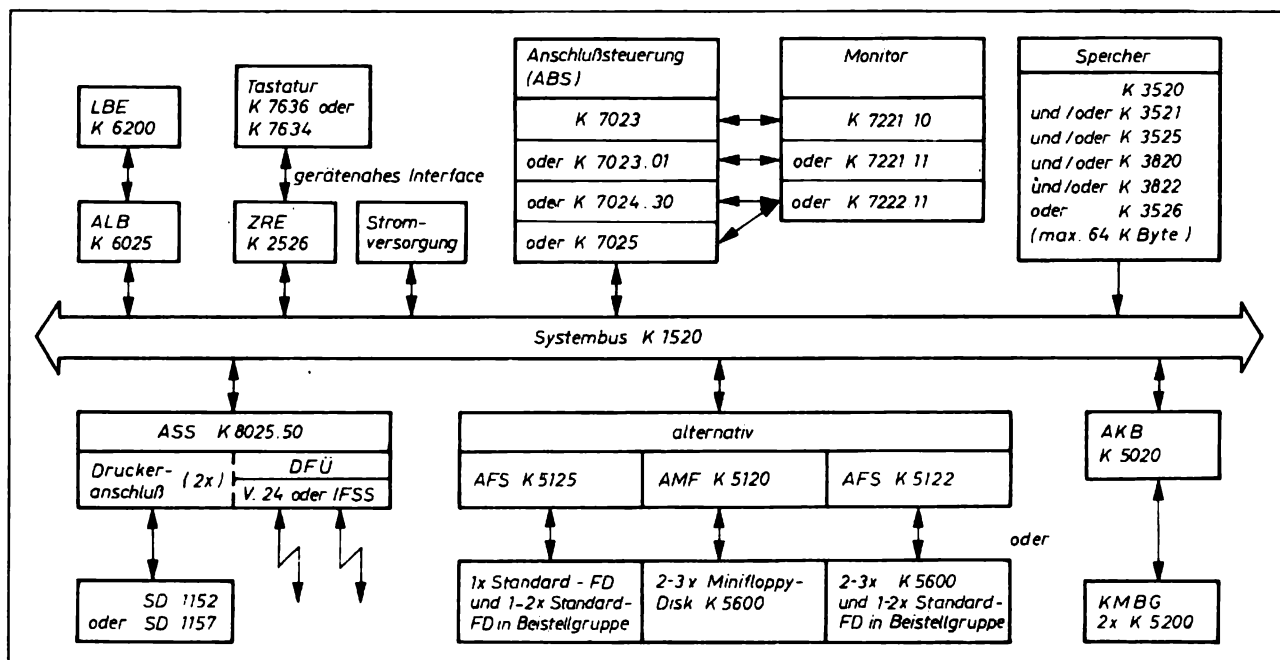 LBE
K 6200
Tastatur
K 7636 oder
K 7634
gerätenahes Interface
ALB
K 6025
ZRE
K 2526
Strom-
versorgung
Anschlußsteuerung
(ABS)
K 7023
oder K 7023.01
oder K 7024.30
oder K 7025
Monitor
K 7221 10
oder K 7221 11
oder K 7222 11
Speicher
K 3520
und/oder K 3521
und/oder K 3525
und/oder K 3820
und/oder K 3822
oder K 3526
(max. 64 K Byte)
Systembus K 1520
ASS K 8025.50
Drucker-
anschluß (2x)
DFÜ
V. 24 oder IFSS
SD 1152
oder SD 1157
alternativ
AFS K 5125
AMF K 5120
AFS K 5122
1x Standard - FD
und 1-2x Standard-
FD in Beistellgruppe
2-3x Minifloppy-
Disk K 5600
2-3x K 5600
und 1-2x Standard-
FD in Beistellgruppe
oder
AKB
K 5020
KMBG
2x K 5200